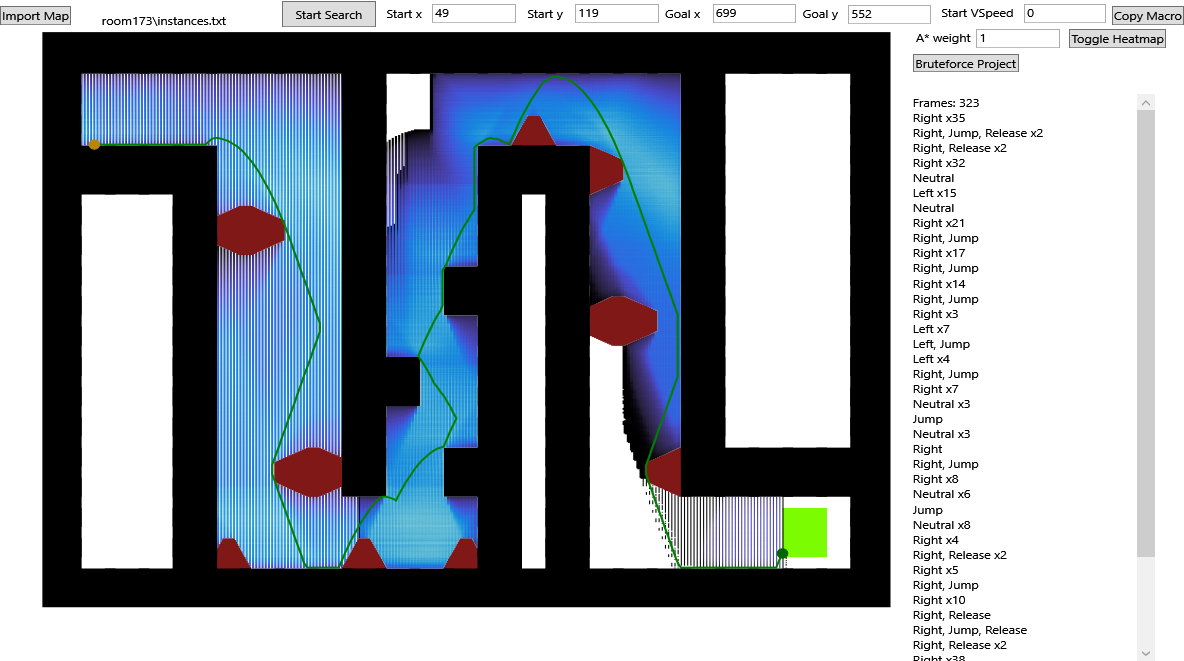 Import Map
room173\instances.txt
Start Search
Start x 49
Start y 119
Goal x 699
Goal y 552
Start VSpeed 0
Copy Macro
A* weight 1
Toggle Heatmap
Bruteforce Project
Frames: 323
Right x35
Right, Jump, Release x2
Right, Release x2
Right x32
Neutral
Left x15
Neutral
Right x21
Right, Jump
Right x17
Right, Jump
Right x14
Right, Jump
Right x3
Left x7
Left, Jump
Left x4
Right, Jump
Right x7
Neutral x3
Jump
Neutral x3
Right
Right, Jump
Right x8
Neutral x6
Jump
Neutral x8
Right x4
Right, Release x2
Right x5
Right, Jump
Right x10
Right, Release
Right, Jump, Release
Right, Release x2
Right x38